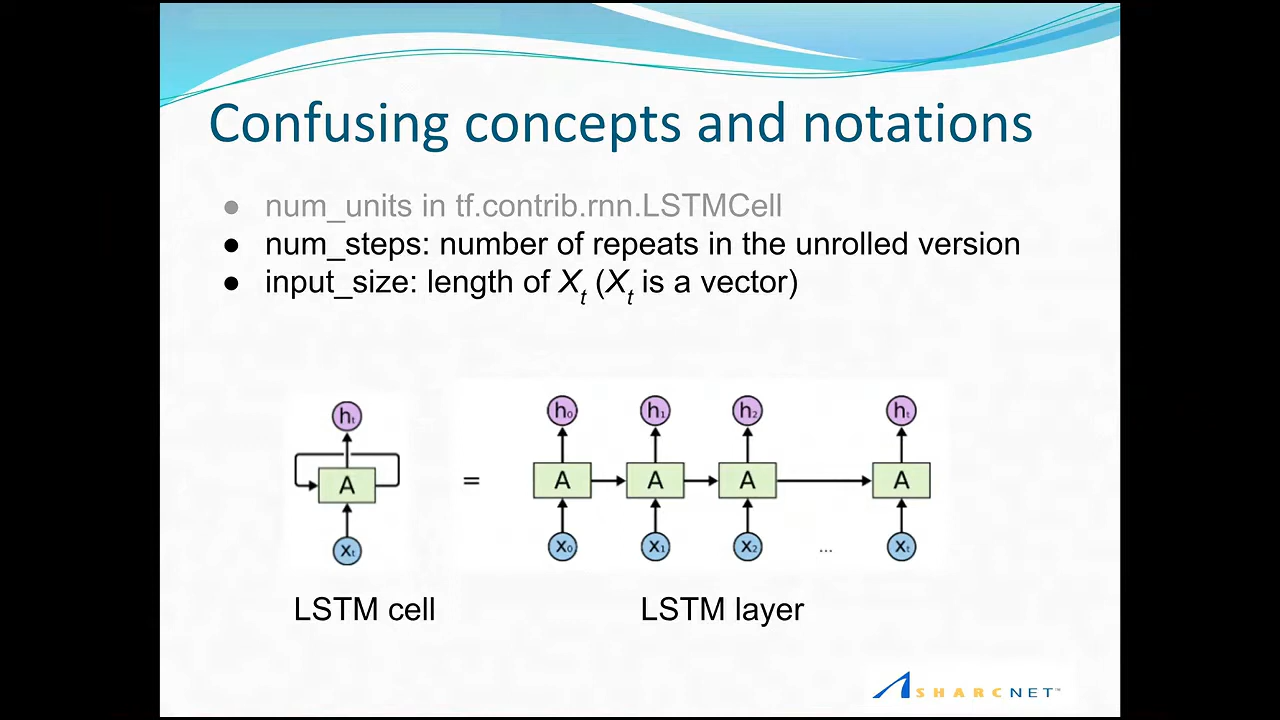 Confusing concepts and notations
● num_units in tf.contrib.rnn.LSTMCell
● num_steps: number of repeats in the unrolled version
● input_size: length of Xt (Xt is a vector)
ht h0 h1 h2 ht
A = A A A A
xt x0 x1 x2 ... xt
LSTM cell LSTM layer
SHARCNET™